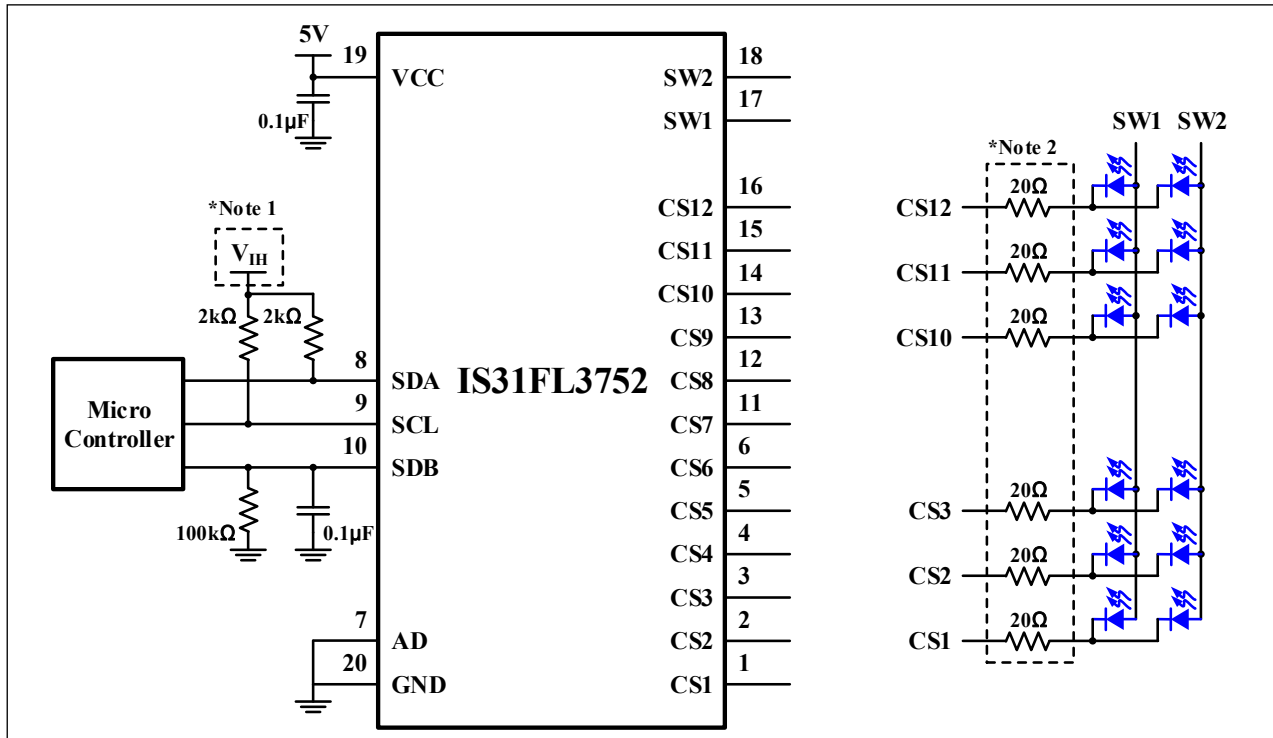 5V
19
VCC
0.1µF
*Note 1
VIH
2kΩ
2kΩ
Micro
Controller
8
SDA
9
SCL
10
SDB
100kΩ
0.1µF
7
AD
20
GND
IS31FL3752
18
SW2
17
SW1
16
CS12
15
CS11
14
CS10
13
CS9
12
CS8
11
CS7
6
CS6
5
CS5
4
CS4
3
CS3
2
CS2
1
CS1
SW1
SW2
*Note 2
CS12
20Ω
CS11
20Ω
CS10
20Ω
CS3
20Ω
CS2
20Ω
CS1
20Ω